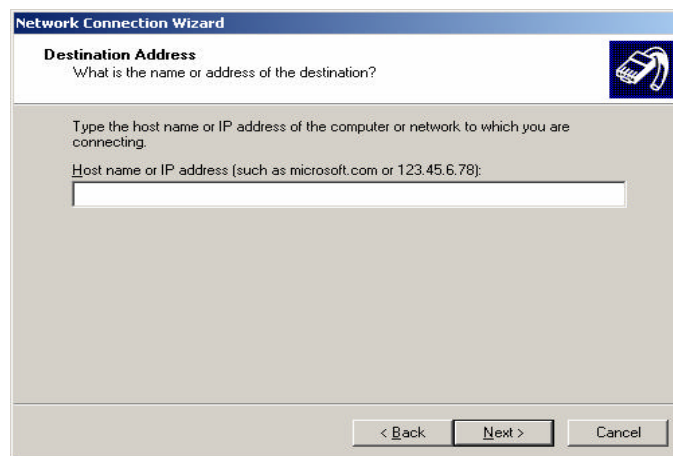 Network Connection Wizard
Destination Address
What is the name or address of the destination?
Type the host name or IP address of the computer or network to which you are
connecting.
Host name or IP address (such as microsoft.com or 123.45.6.78):
< Back
Next >
Cancel